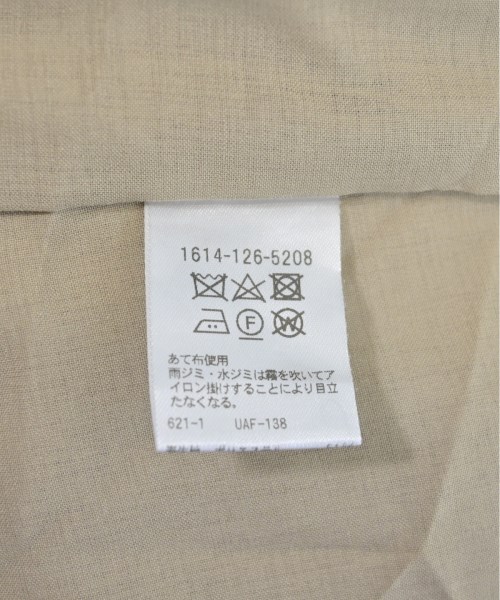 1614-126-5208
F
W
あて布使用
雨ジミ・水ジミは霧を吹いてア
イロン掛けすることにより目立
たなくなる。
621-1 UAF-138